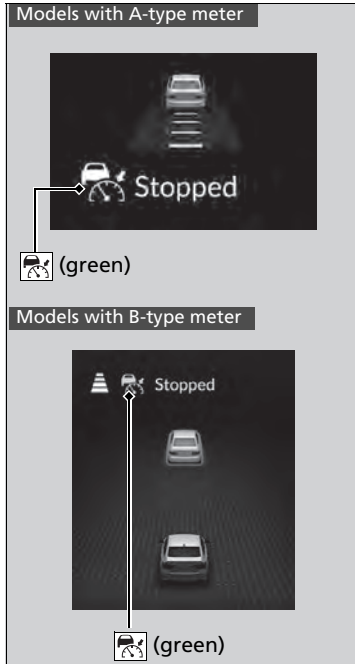 Models with A-type meter
Stopped
(green)
Models with B-type meter
Stopped
(green)